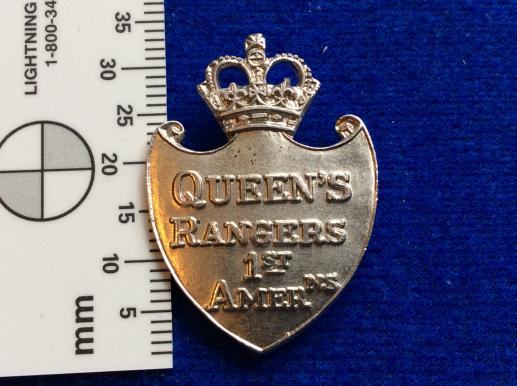 QUEEN'S
RANGERS
1ST
AMERNS
LIGHTNING
1-800-34
35
30
25
20
15
10
5
mm